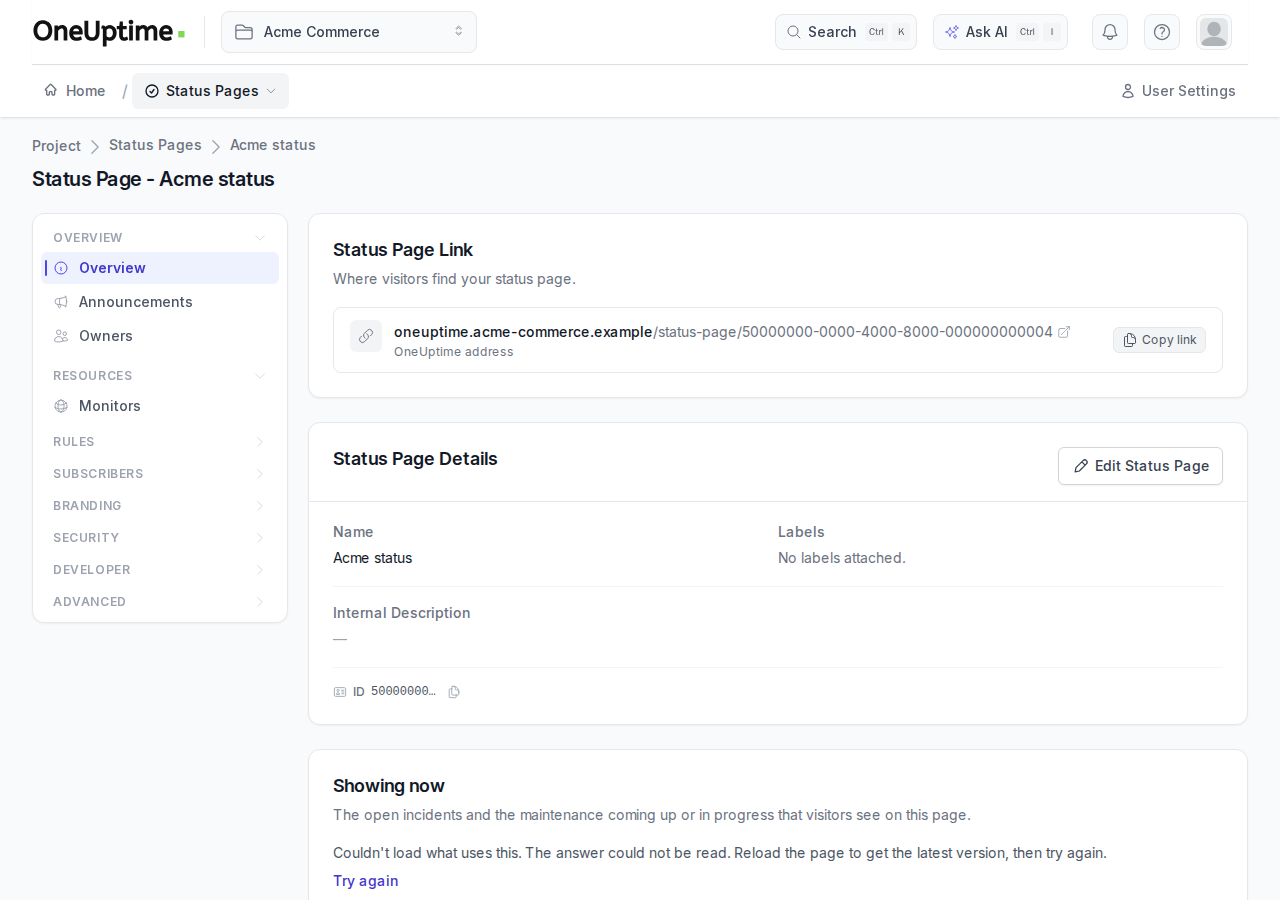 OneUptime
Acme Commerce
Search Ctrl K
Ask AI Ctrl I
Home / Status Pages
User Settings
Project
Status Pages
Acme status
Status Page - Acme status
OVERVIEW
Overview
Announcements
Owners
RESOURCES
Monitors
RULES
SUBSCRIBERS
BRANDING
SECURITY
DEVELOPER
ADVANCED
Status Page Link
Where visitors find your status page.
oneuptime.acme-commerce.example/status-page/50000000-0000-4000-8000-000000000004
OneUptime address
Copy link
Status Page Details
Edit Status Page
Name
Acme status
Labels
No labels attached.
Internal Description
—
ID 50000000…
Showing now
The open incidents and the maintenance coming up or in progress that visitors see on this page.
Couldn't load what uses this. The answer could not be read. Reload the page to get the latest version, then try again.
Try again